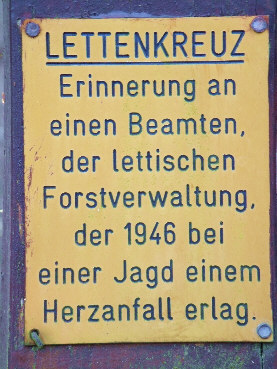 LETTENKREUZ
Erinnerung an
einen Beamten,
der lettischen
Forstverwaltung,
der 1946 bei
einer Jagd einem
Herzanfall erlag.